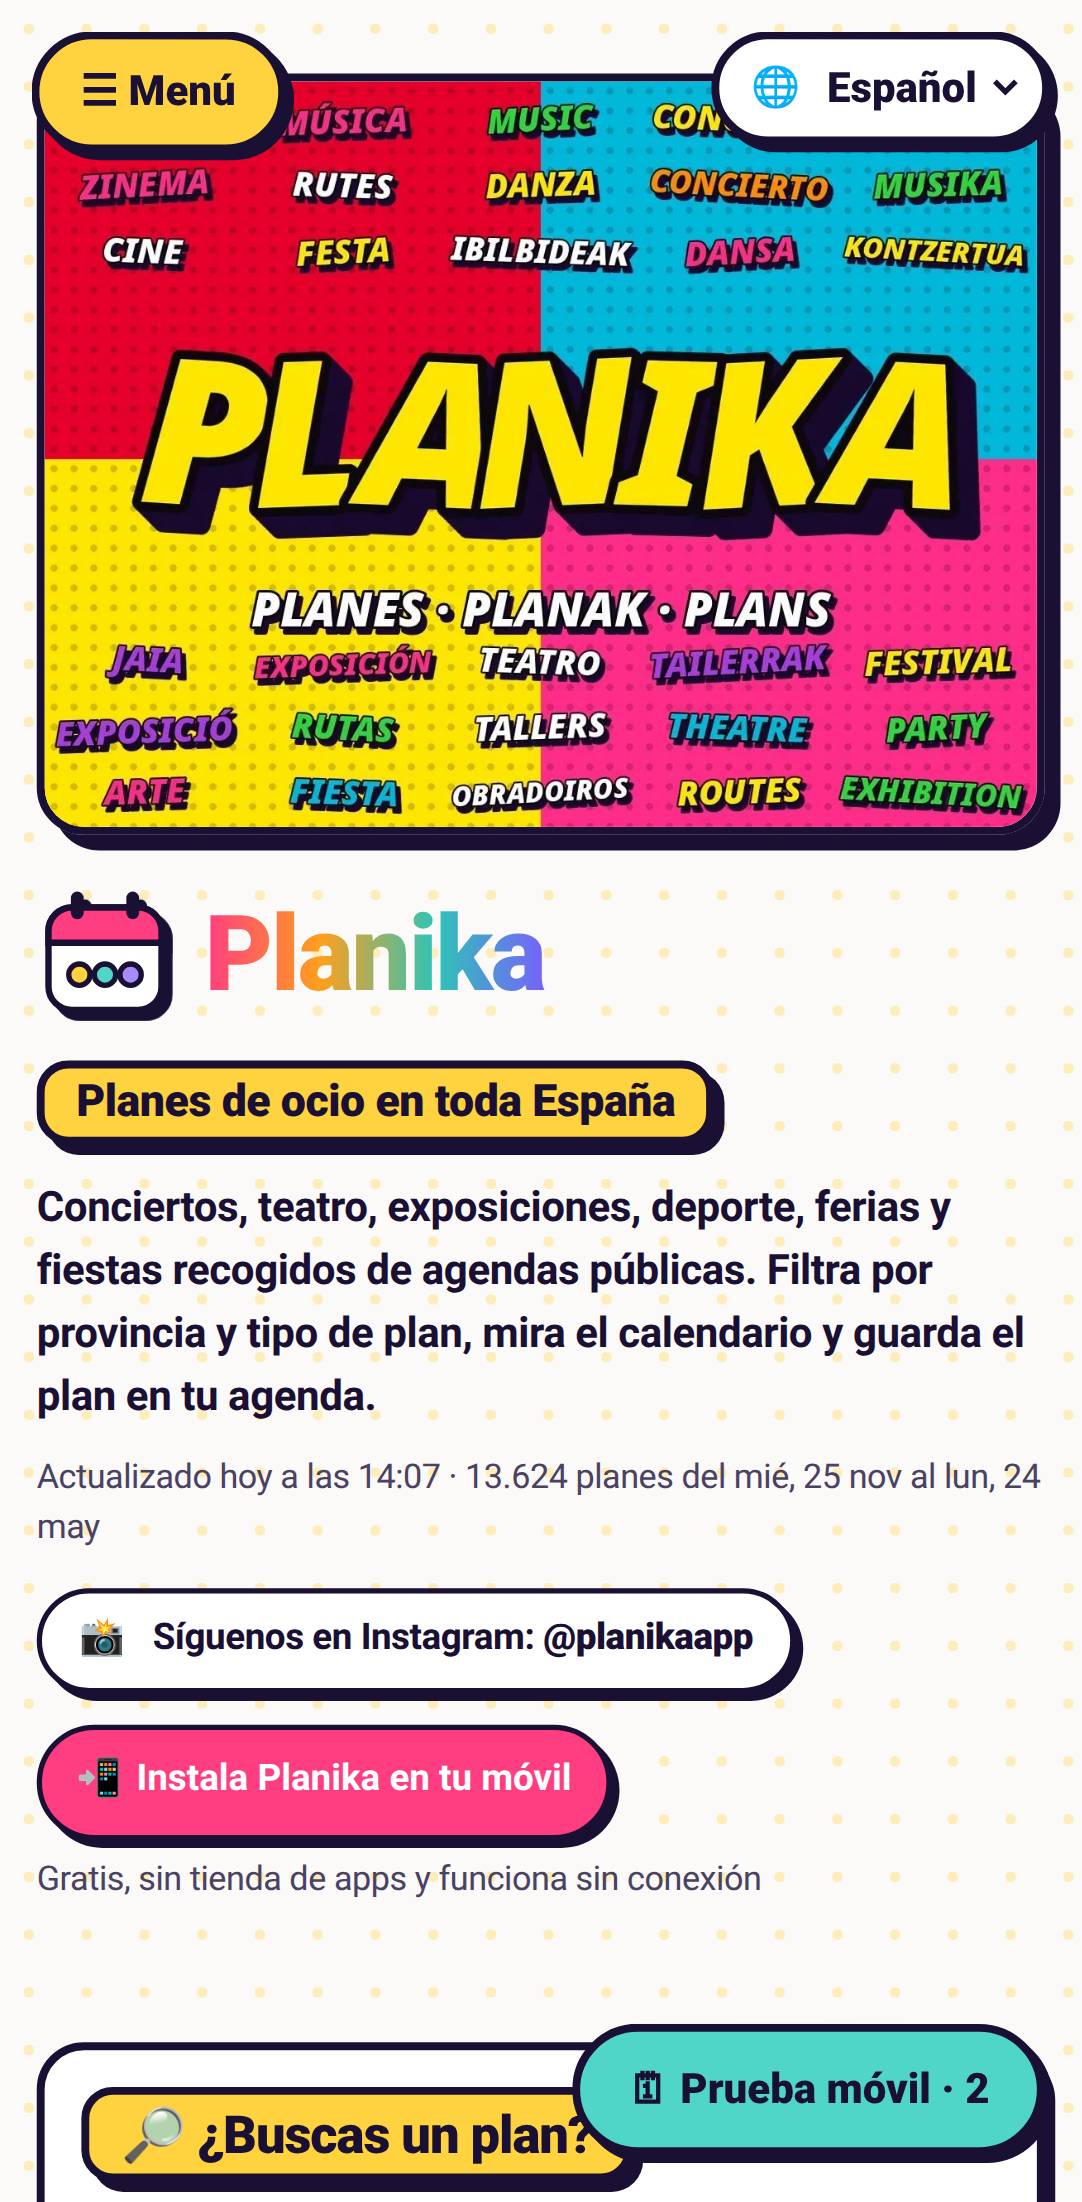 ☰ Menú
🌐 Español
MÚSICA MUSIC
ZINEMA RUTES DANZA CONCIERTO MUSIKA
CINE FESTA IBILBIDEAK DANSA KONTZERTUA
PLANIKA
PLANES · PLANAK · PLANS
JAIA EXPOSICIÓN TEATRO TAILERRAK FESTIVAL
EXPOSICIÓ RUTAS TALLERS THEATRE PARTY
ARTE FIESTA OBRADOIROS ROUTES EXHIBITION
Planika
Planes de ocio en toda España
Conciertos, teatro, exposiciones, deporte, ferias y
fiestas recogidos de agendas públicas. Filtra por
provincia y tipo de plan, mira el calendario y guarda el
plan en tu agenda.
Actualizado hoy a las 14:07 · 13.624 planes del mié, 25 nov al lun, 24
may
📸 Síguenos en Instagram: @planikaapp
📲 Instala Planika en tu móvil
Gratis, sin tienda de apps y funciona sin conexión
🗓 Prueba móvil · 2
🔎 ¿Buscas un plan?